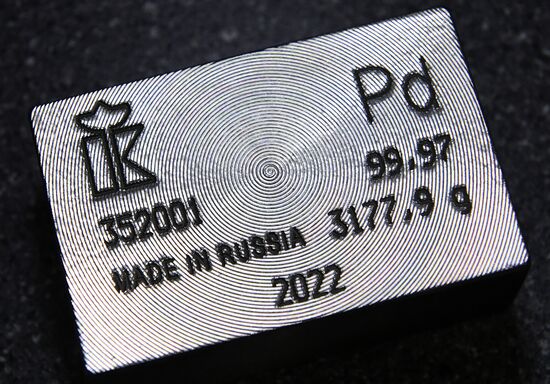 Pd
99.97
352001
3177,9 g
MADE IN RUSSIA
2022